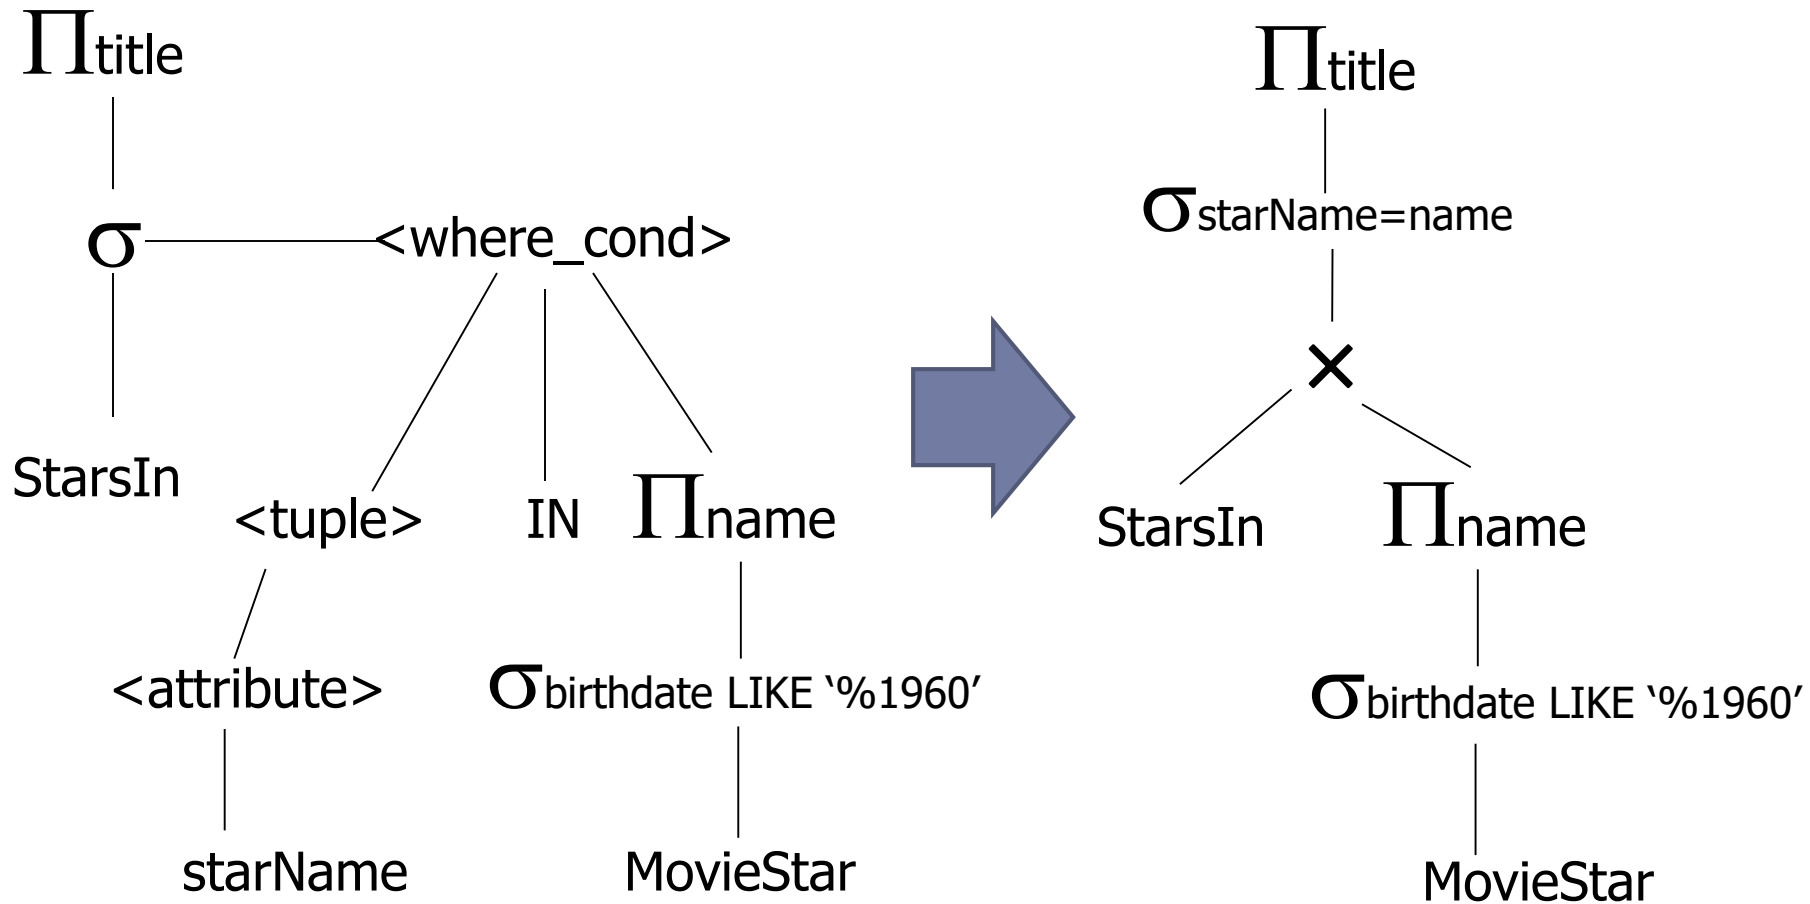 Πtitle
σ <where_cond>
StarsIn
<tuple> IN Πname
<attribute> σbirthdate LIKE ‘%1960’
starName MovieStar
Πtitle
σstarName=name
×
StarsIn Πname
σbirthdate LIKE ‘%1960’
MovieStar